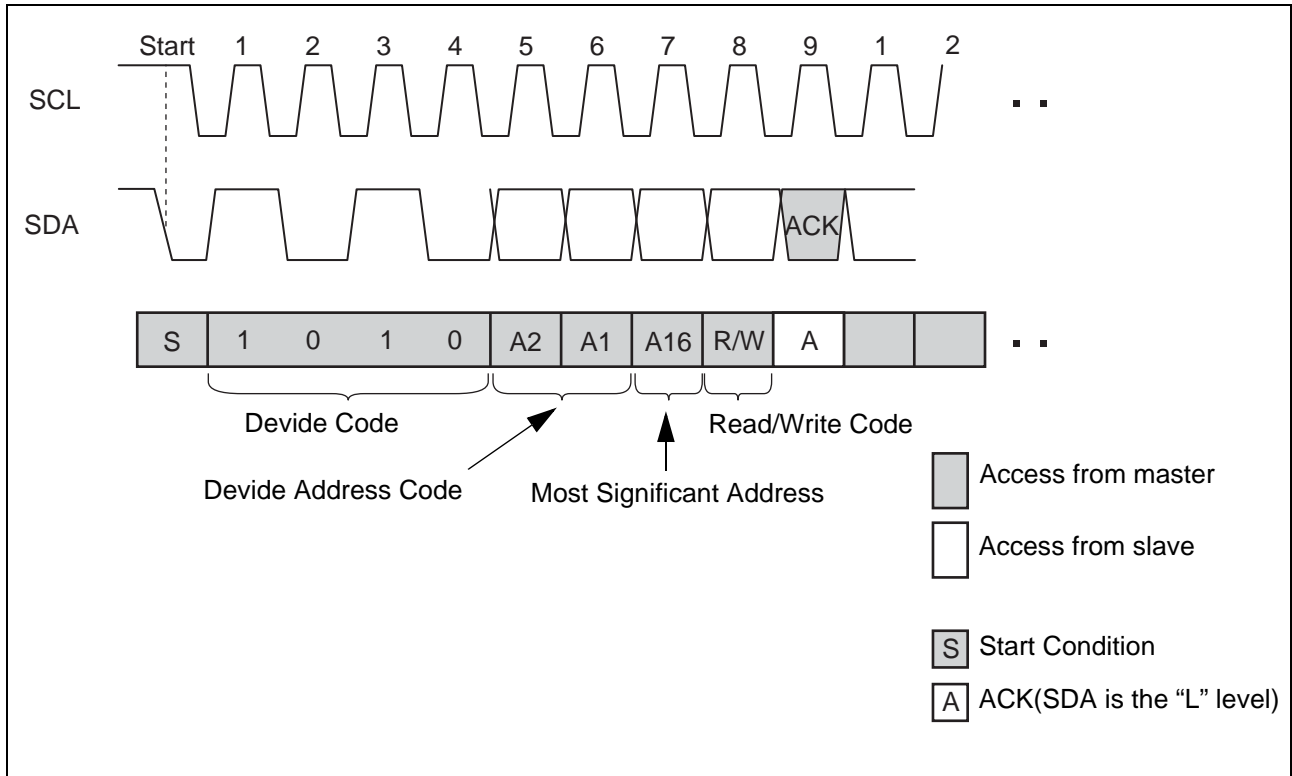 Start 1 2 3 4 5 6 7 8 9 1 2
SCL
SDA
ACK
S 1 0 1 0 A2 A1 A16 R/W A
Devide Code
Read/Write Code
Devide Address Code
Most Significant Address
Access from master
Access from slave
S Start Condition
A ACK(SDA is the “L” level)